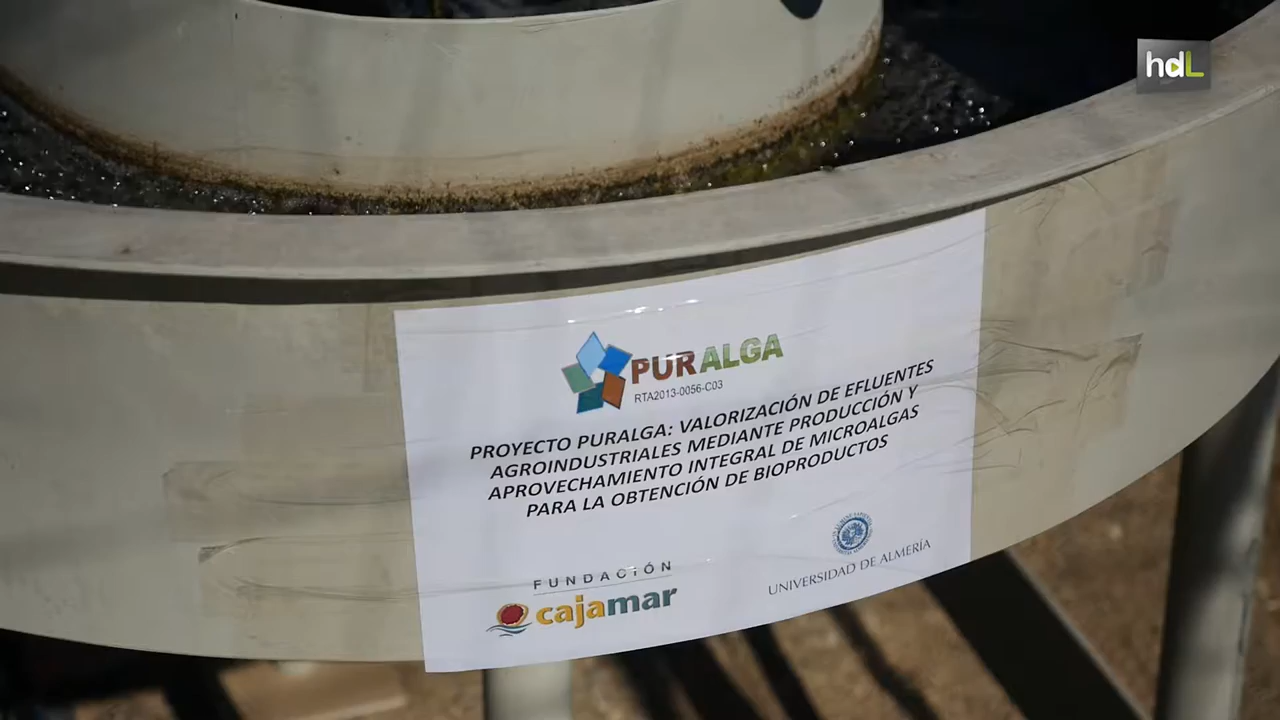 hdL
PURALGA
RTA2013-0056-C03
PROYECTO PURALGA: VALORIZACIÓN DE EFLUENTES
AGROINDUSTRIALES MEDIANTE PRODUCCIÓN Y
APROVECHAMIENTO INTEGRAL DE MICROALGAS
PARA LA OBTENCIÓN DE BIOPRODUCTOS
FUNDACIÓN
cajamar
UNIVERSIDAD DE ALMERÍA